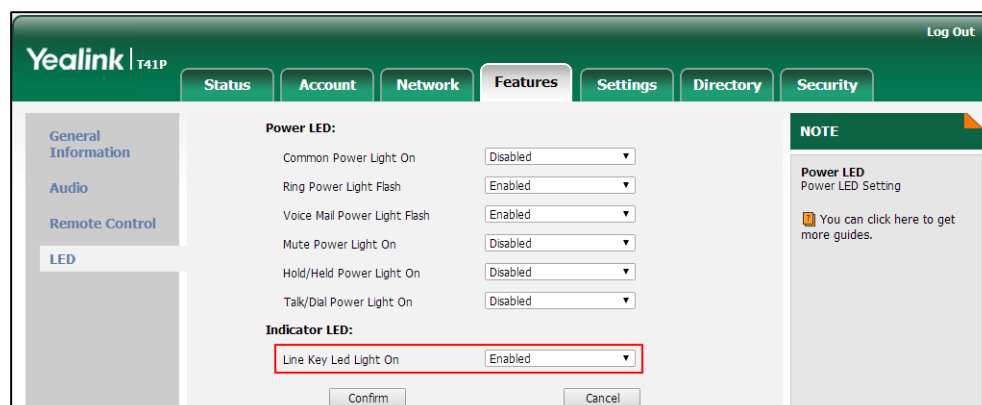 Log Out
Yealink T41P
Status Account Network Features Settings Directory Security
General
Information
Audio
Remote Control
LED
Power LED:
Common Power Light On Disabled
Ring Power Light Flash Enabled
Voice Mail Power Light Flash Enabled
Mute Power Light On Disabled
Hold/Held Power Light On Disabled
Talk/Dial Power Light On Disabled
Indicator LED:
Line Key Led Light On Enabled
Confirm Cancel
NOTE
Power LED
Power LED Setting
? You can click here to get
more guides.